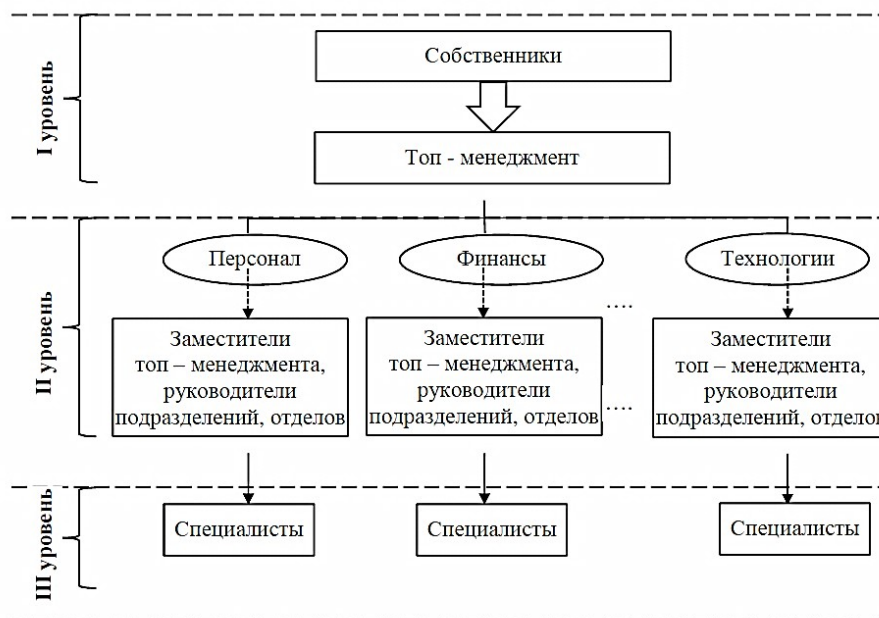 I уровень
Собственники
Топ - менеджмент
II уровень
Персонал
Финансы
Технологии
Заместители
топ – менеджмента,
руководители
подразделений, отделов
....
Заместители
топ – менеджмента,
руководители
подразделений, отделов
....
Заместители
топ – менеджмента,
руководители
подразделений, отделов
III уровень
Специалисты
Специалисты
Специалисты